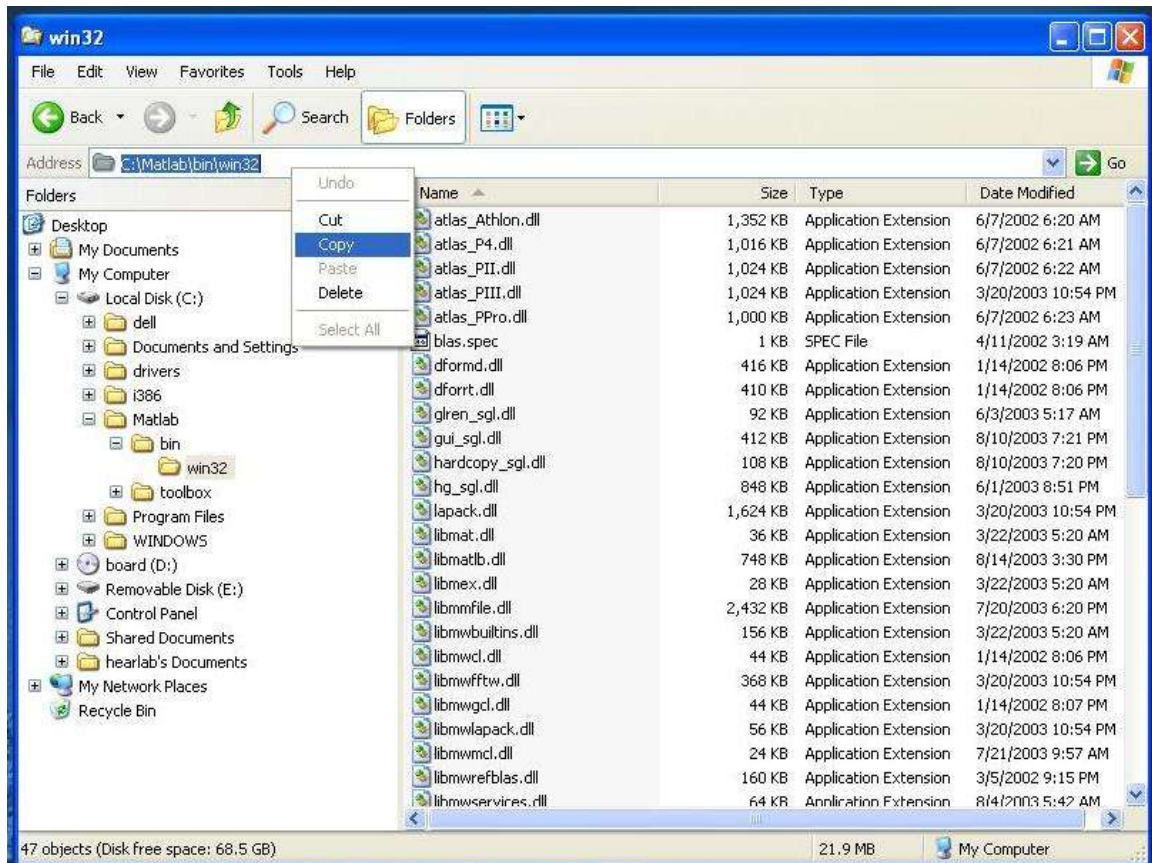 win32
File Edit View Favorites Tools Help
Back Search Folders
Address C:\Matlab\bin\win32 Go
Folders
Desktop
My Documents
My Computer
Local Disk (C:)
dell
Documents and Settings
drivers
i386
Matlab
bin
win32
toolbox
Program Files
WINDOWS
board (D:)
Removable Disk (E:)
Control Panel
Shared Documents
hearlab's Documents
My Network Places
Recycle Bin
Undo
Cut
Copy
Paste
Delete
Select All
Name Size Type Date Modified
atlas_Athlon.dll 1,352 KB Application Extension 6/7/2002 6:20 AM
atlas_P4.dll 1,016 KB Application Extension 6/7/2002 6:21 AM
atlas_PII.dll 1,024 KB Application Extension 6/7/2002 6:22 AM
atlas_PIII.dll 1,024 KB Application Extension 3/20/2003 10:54 PM
atlas_PPro.dll 1,000 KB Application Extension 6/7/2002 6:23 AM
blas.spec 1 KB SPEC File 4/11/2002 3:19 AM
dformd.dll 416 KB Application Extension 1/14/2002 8:06 PM
dforrt.dll 410 KB Application Extension 1/14/2002 8:06 PM
glren_sgl.dll 92 KB Application Extension 6/3/2003 5:17 AM
gui_sgl.dll 412 KB Application Extension 8/10/2003 7:21 PM
hardcopy_sgl.dll 108 KB Application Extension 8/10/2003 7:20 PM
hg_sgl.dll 848 KB Application Extension 6/1/2003 8:51 PM
lapack.dll 1,624 KB Application Extension 3/20/2003 10:54 PM
libmat.dll 36 KB Application Extension 3/22/2003 5:20 AM
libmatlb.dll 748 KB Application Extension 8/14/2003 3:30 PM
libmex.dll 28 KB Application Extension 3/22/2003 5:20 AM
libmmfile.dll 2,432 KB Application Extension 7/20/2003 6:20 PM
libmwbuiltins.dll 156 KB Application Extension 3/22/2003 5:20 AM
libmwcl.dll 44 KB Application Extension 1/14/2002 8:06 PM
libmwfftw.dll 368 KB Application Extension 3/20/2003 10:54 PM
libmwgcl.dll 44 KB Application Extension 1/14/2002 8:07 PM
libmwlapack.dll 56 KB Application Extension 3/20/2003 10:54 PM
libmwmcl.dll 24 KB Application Extension 7/21/2003 9:57 AM
libmwrefblas.dll 160 KB Application Extension 3/5/2002 9:15 PM
libmwservices.dll 64 KB Application Extension 8/4/2003 5:42 AM
47 objects (Disk free space: 68.5 GB) 21.9 MB My Computer